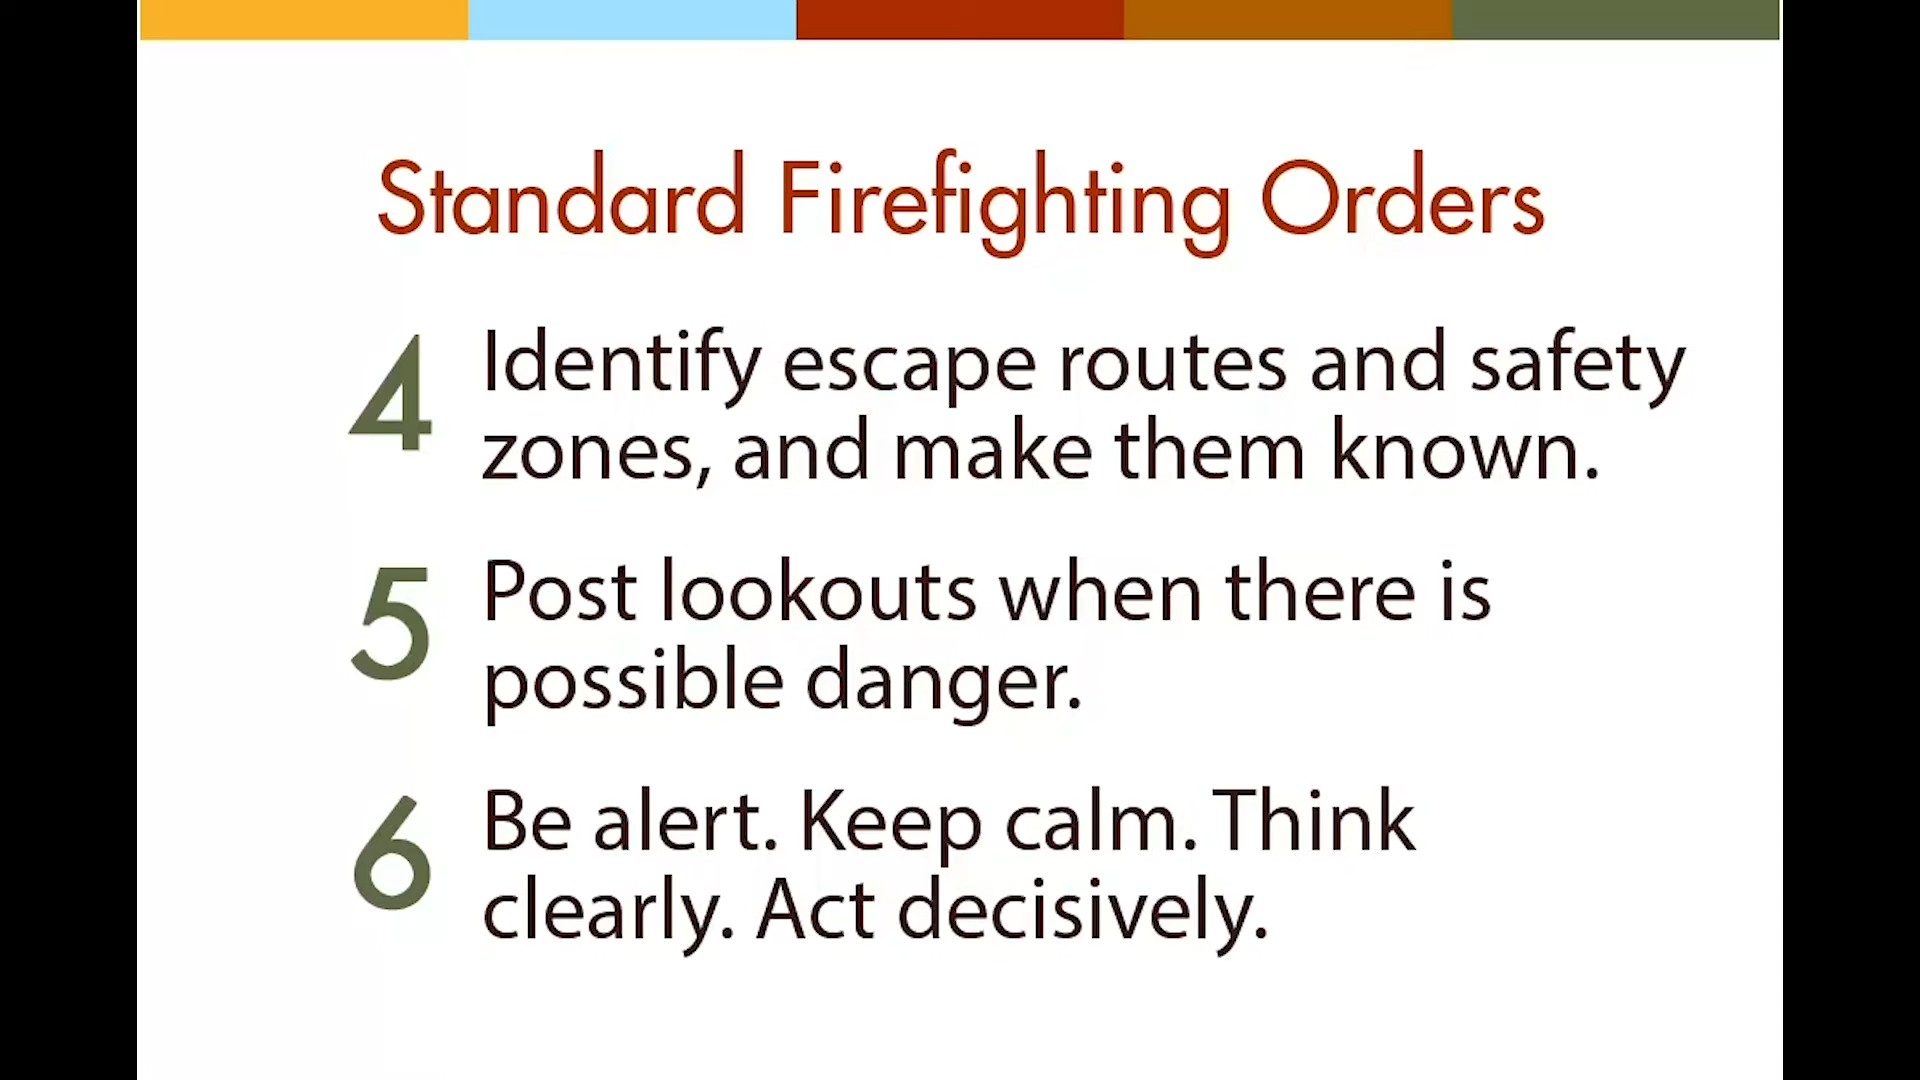 Standard Firefighting Orders
4 Identify escape routes and safety
zones, and make them known.
5 Post lookouts when there is
possible danger.
6 Be alert. Keep calm. Think
clearly. Act decisively.